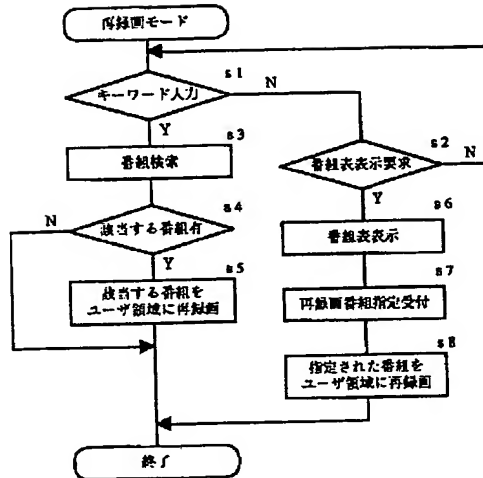 再録画モード
s1
キーワード入力
N
Y
s3
番組検索
s2
番組表表示要求
N
Y
s4
N
該当する番組有
Y
s6
番組表表示
s5
該当する番組を
ユーザ領域に再録画
s7
再録画番組指定受付
s8
指定された番組を
ユーザ領域に再録画
終了